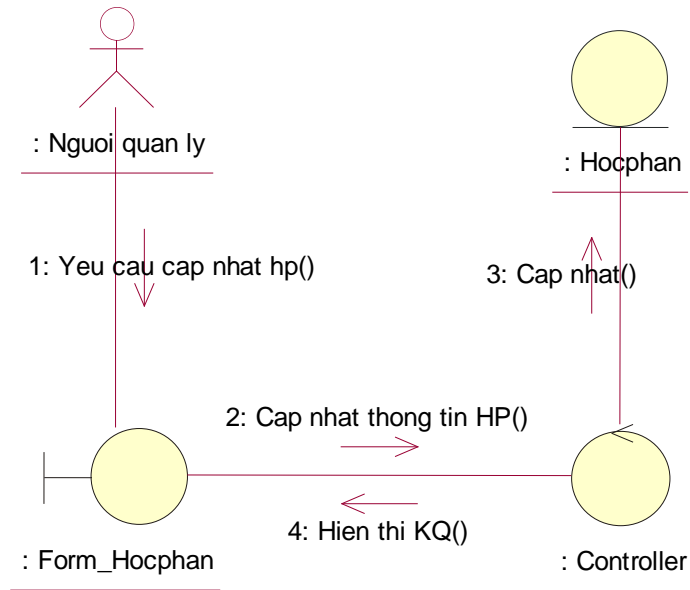 : Nguoi quan ly
: Hocphan
1: Yeu cau cap nhat hp()
3: Cap nhat()
2: Cap nhat thong tin HP()
4: Hien thi KQ()
: Form_Hocphan
: Controller